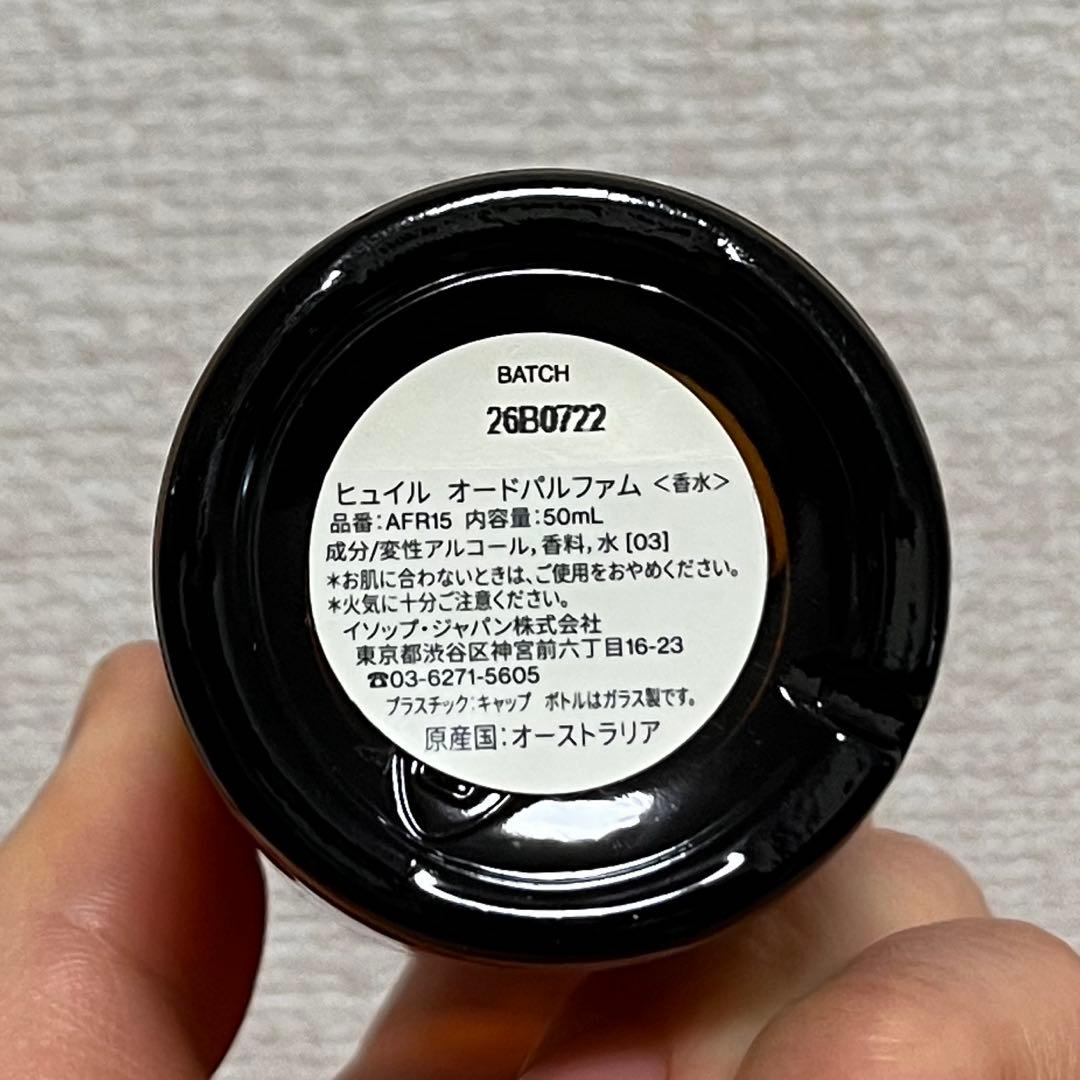 BATCH
26B0722
ヒュイル オードパルファム <香水>
品番:AFR15 内容量:50mL
成分/変性アルコール,香料,水 [03]
*お肌に合わないときは、ご使用をおやめください。
*火気に十分ご注意ください。
イソップ・ジャパン株式会社
東京都渋谷区神宮前六丁目16-23
☎03-6271-5605
プラスチック:キャップ ボトルはガラス製です。
原産国:オーストラリア